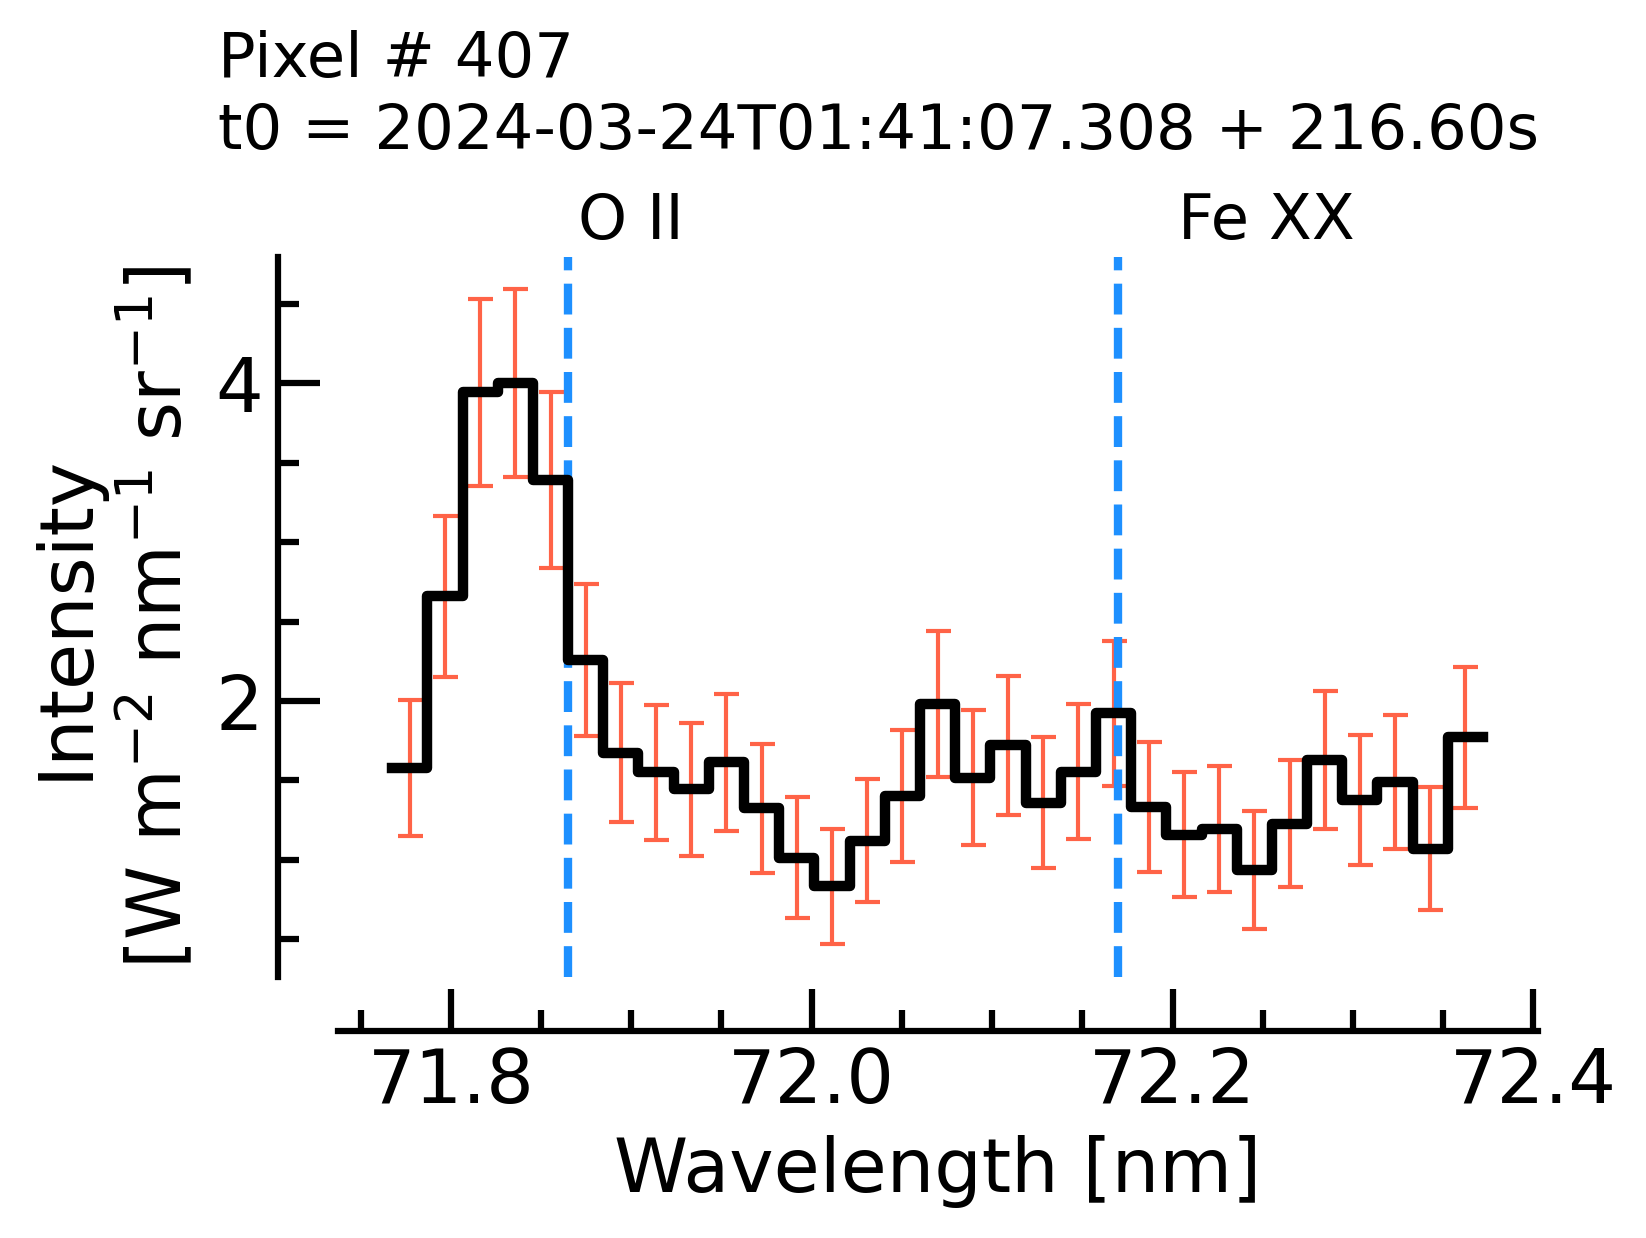 Pixel # 407
t0 = 2024-03-24T01:41:07.308 + 216.60s
O II
Fe XX
Intensity
[W m⁻² nm⁻¹ sr⁻¹]
4
2
71.8
72.0
72.2
72.4
Wavelength [nm]